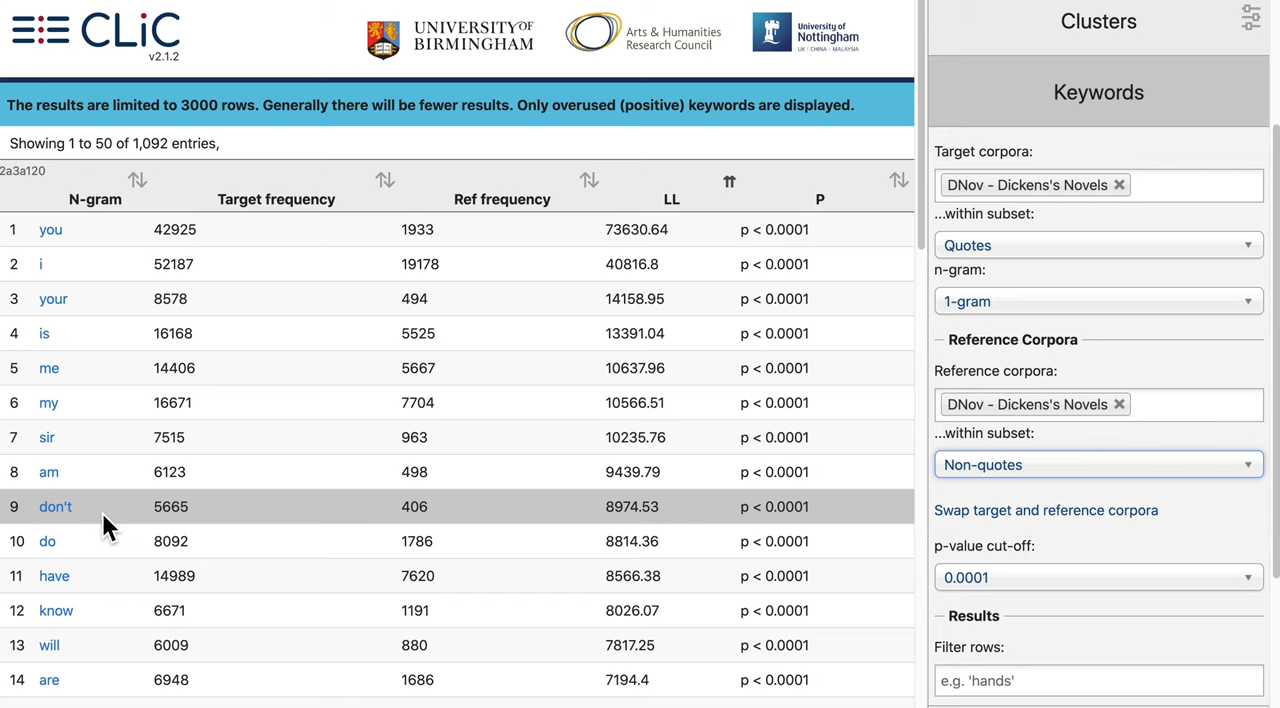 CLiC
v2.1.2
UNIVERSITY OF
BIRMINGHAM
Arts & Humanities
Research Council
University of
Nottingham
UK | CHINA | MALAYSIA
The results are limited to 3000 rows. Generally there will be fewer results. Only overused (positive) keywords are displayed.
Showing 1 to 50 of 1,092 entries,
2a3a120
N-gram Target frequency Ref frequency LL P
1 you 42925 1933 73630.64 p < 0.0001
2 i 52187 19178 40816.8 p < 0.0001
3 your 8578 494 14158.95 p < 0.0001
4 is 16168 5525 13391.04 p < 0.0001
5 me 14406 5667 10637.96 p < 0.0001
6 my 16671 7704 10566.51 p < 0.0001
7 sir 7515 963 10235.76 p < 0.0001
8 am 6123 498 9439.79 p < 0.0001
9 don't 5665 406 8974.53 p < 0.0001
10 do 8092 1786 8814.36 p < 0.0001
11 have 14989 7620 8566.38 p < 0.0001
12 know 6671 1191 8026.07 p < 0.0001
13 will 6009 880 7817.25 p < 0.0001
14 are 6948 1686 7194.4 p < 0.0001
Clusters
Keywords
Target corpora:
DNov - Dickens's Novels
...within subset:
Quotes
n-gram:
1-gram
Reference Corpora
Reference corpora:
DNov - Dickens's Novels
...within subset:
Non-quotes
Swap target and reference corpora
p-value cut-off:
0.0001
Results
Filter rows:
e.g. 'hands'